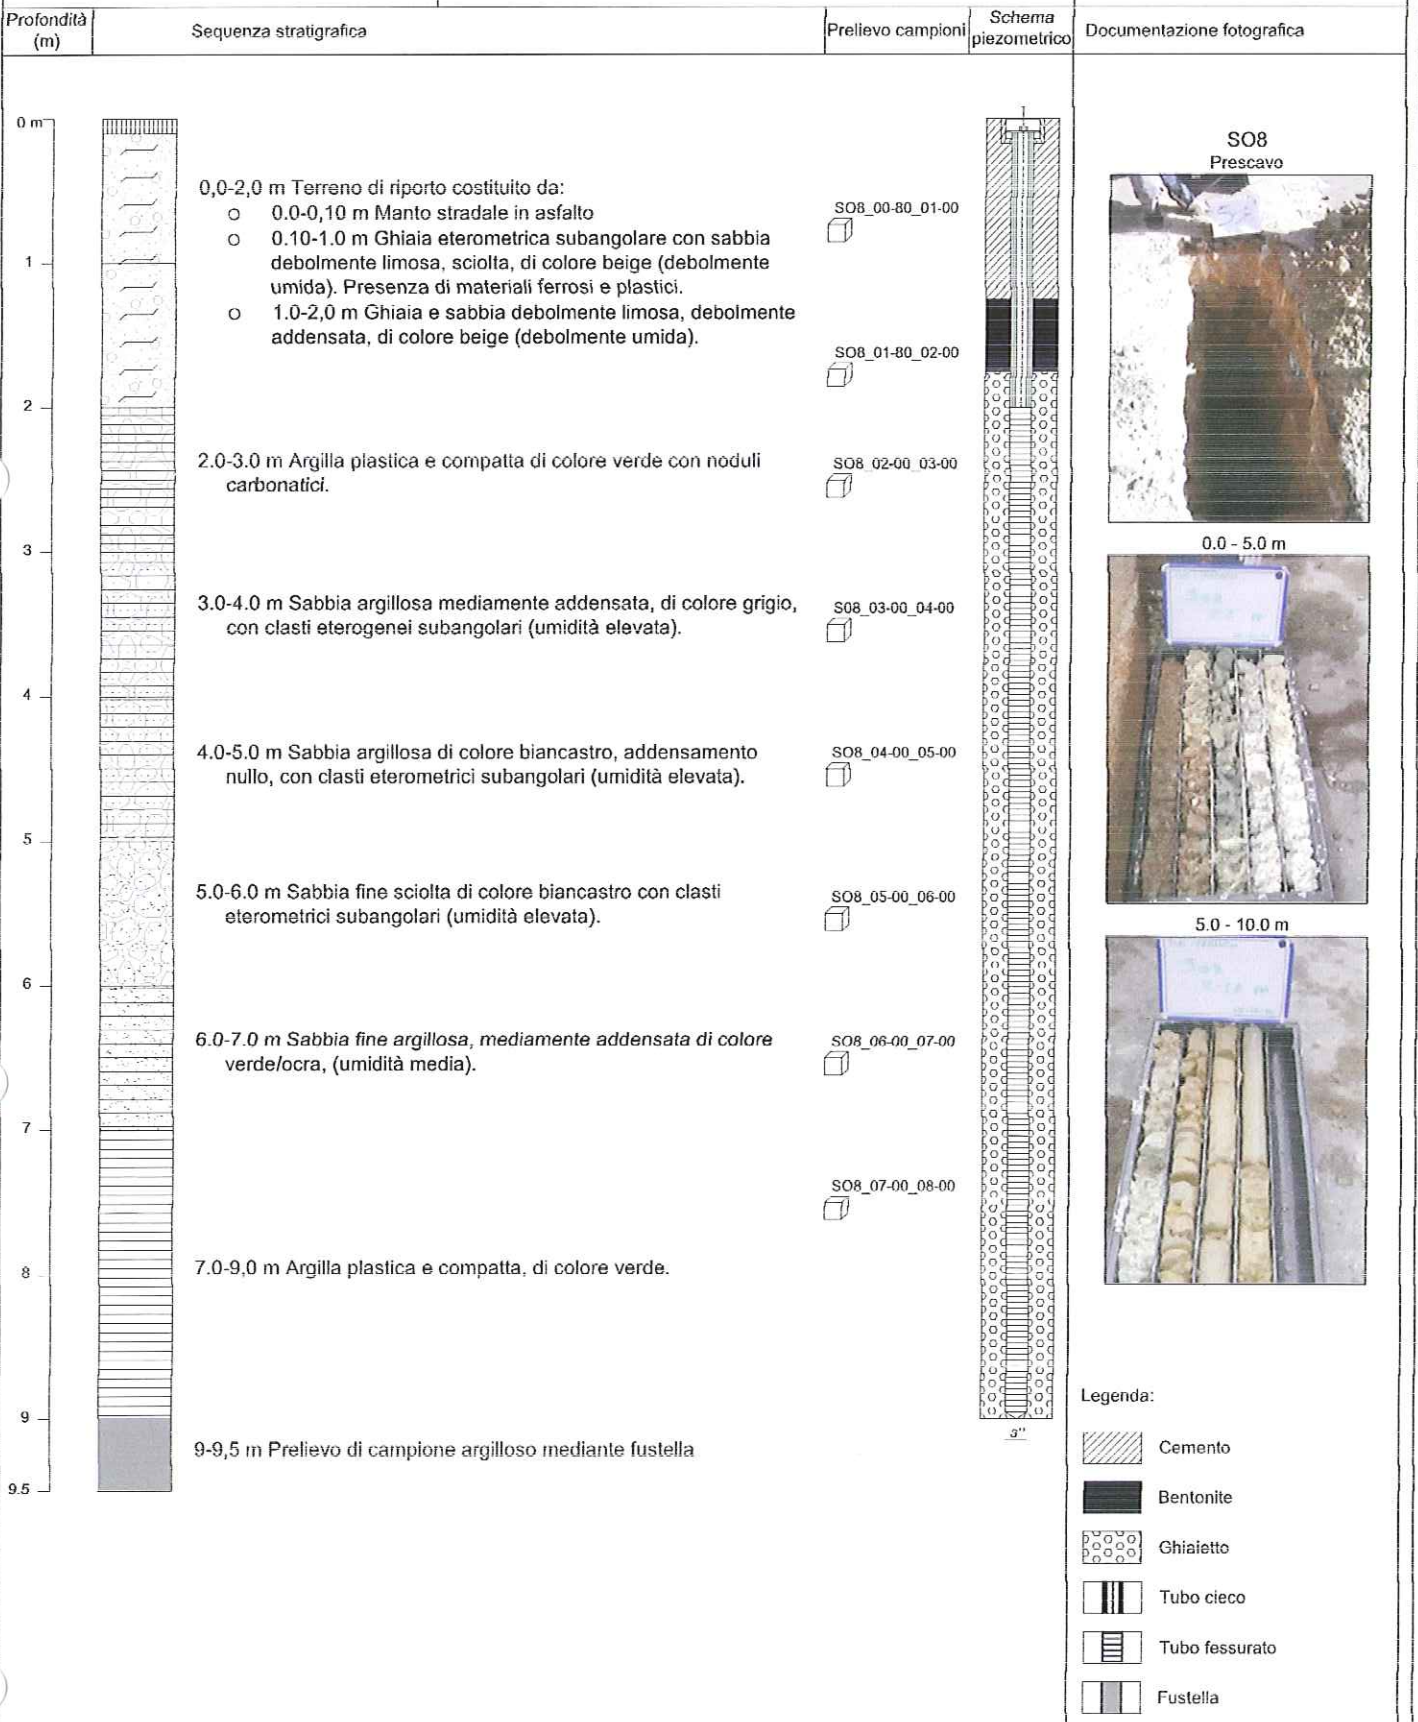 Profondità (m)
Sequenza stratigrafica
Prelievo campioni
Schema piezometrico
Documentazione fotografica
0 m
1
2
3
4
5
6
7
8
9
9.5
0,0-2,0 m Terreno di riporto costituito da:
o 0.0-0,10 m Manto stradale in asfalto
o 0.10-1.0 m Ghiaia eterometrica subangolare con sabbia
debolmente limosa, sciolta, di colore beige (debolmente
umida). Presenza di materiali ferrosi e plastici.
o 1.0-2,0 m Ghiaia e sabbia debolmente limosa, debolmente
addensata, di colore beige (debolmente umida).
2.0-3.0 m Argilla plastica e compatta di colore verde con noduli
carbonatici.
3.0-4.0 m Sabbia argillosa mediamente addensata, di colore grigio,
con clasti eterogenei subangolari (umidità elevata).
4.0-5.0 m Sabbia argillosa di colore biancastro, addensamento
nullo, con clasti eterometrici subangolari (umidità elevata).
5.0-6.0 m Sabbia fine sciolta di colore biancastro con clasti
eterometrici subangolari (umidità elevata).
6.0-7.0 m Sabbia fine argillosa, mediamente addensata di colore
verde/ocra, (umidità media).
7.0-9,0 m Argilla plastica e compatta, di colore verde.
9-9,5 m Prelievo di campione argilloso mediante fustella
SO8_00-80_01-00
SO8_01-80_02-00
SO8_02-00_03-00
S08_03-00_04-00
SO8_04-00_05-00
SO8_05-00_06-00
SO8_06-00_07-00
SO8_07-00_08-00
3"
SO8
Prescavo
0.0 - 5.0 m
5.0 - 10.0 m
Legenda:
Cemento
Bentonite
Ghiaietto
Tubo cieco
Tubo fessurato
Fustella